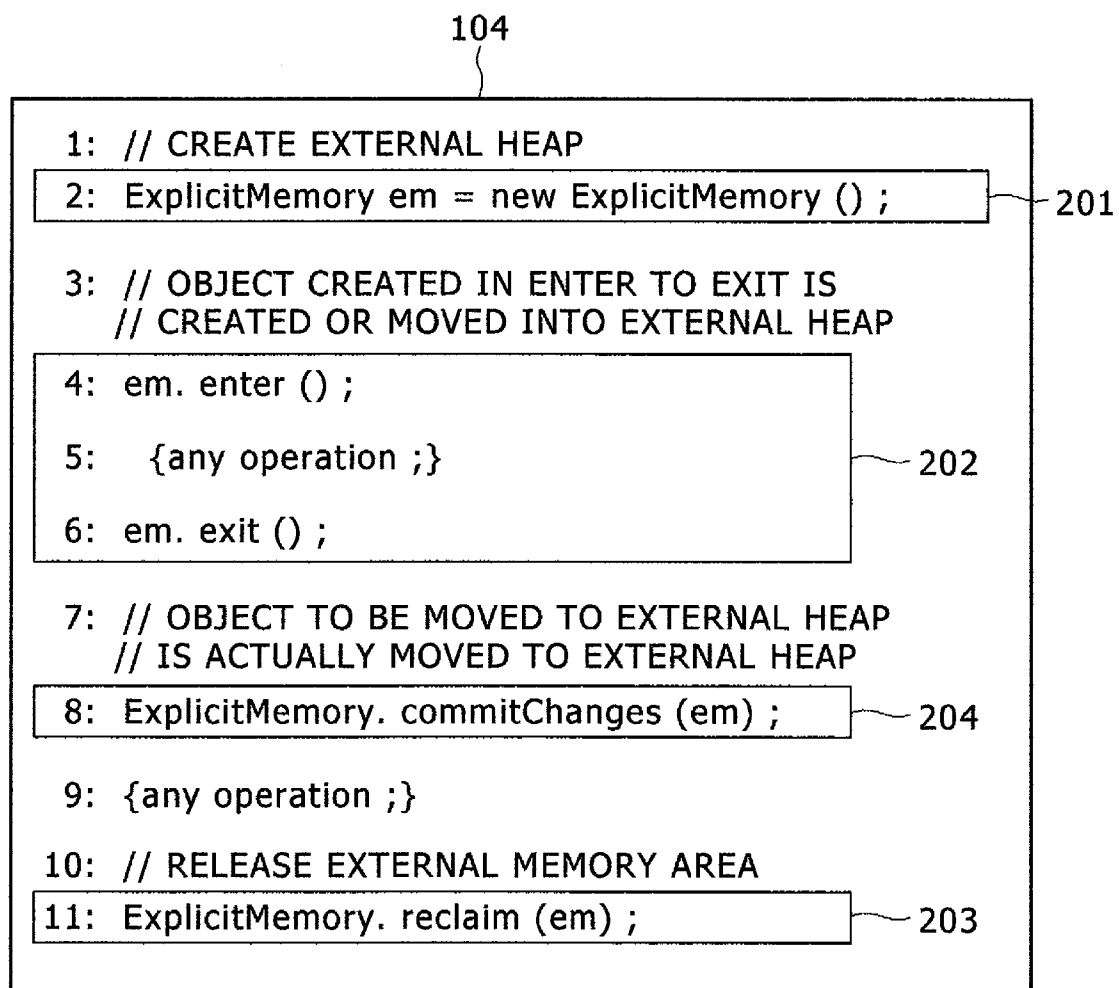 104
1: // CREATE EXTERNAL HEAP
2: ExplicitMemory em = new ExplicitMemory () ;
201
3: // OBJECT CREATED IN ENTER TO EXIT IS
// CREATED OR MOVED INTO EXTERNAL HEAP
4: em. enter () ;
5: {any operation ;}
202
6: em. exit () ;
7: // OBJECT TO BE MOVED TO EXTERNAL HEAP
// IS ACTUALLY MOVED TO EXTERNAL HEAP
8: ExplicitMemory. commitChanges (em) ;
204
9: {any operation ;}
10: // RELEASE EXTERNAL MEMORY AREA
11: ExplicitMemory. reclaim (em) ;
203